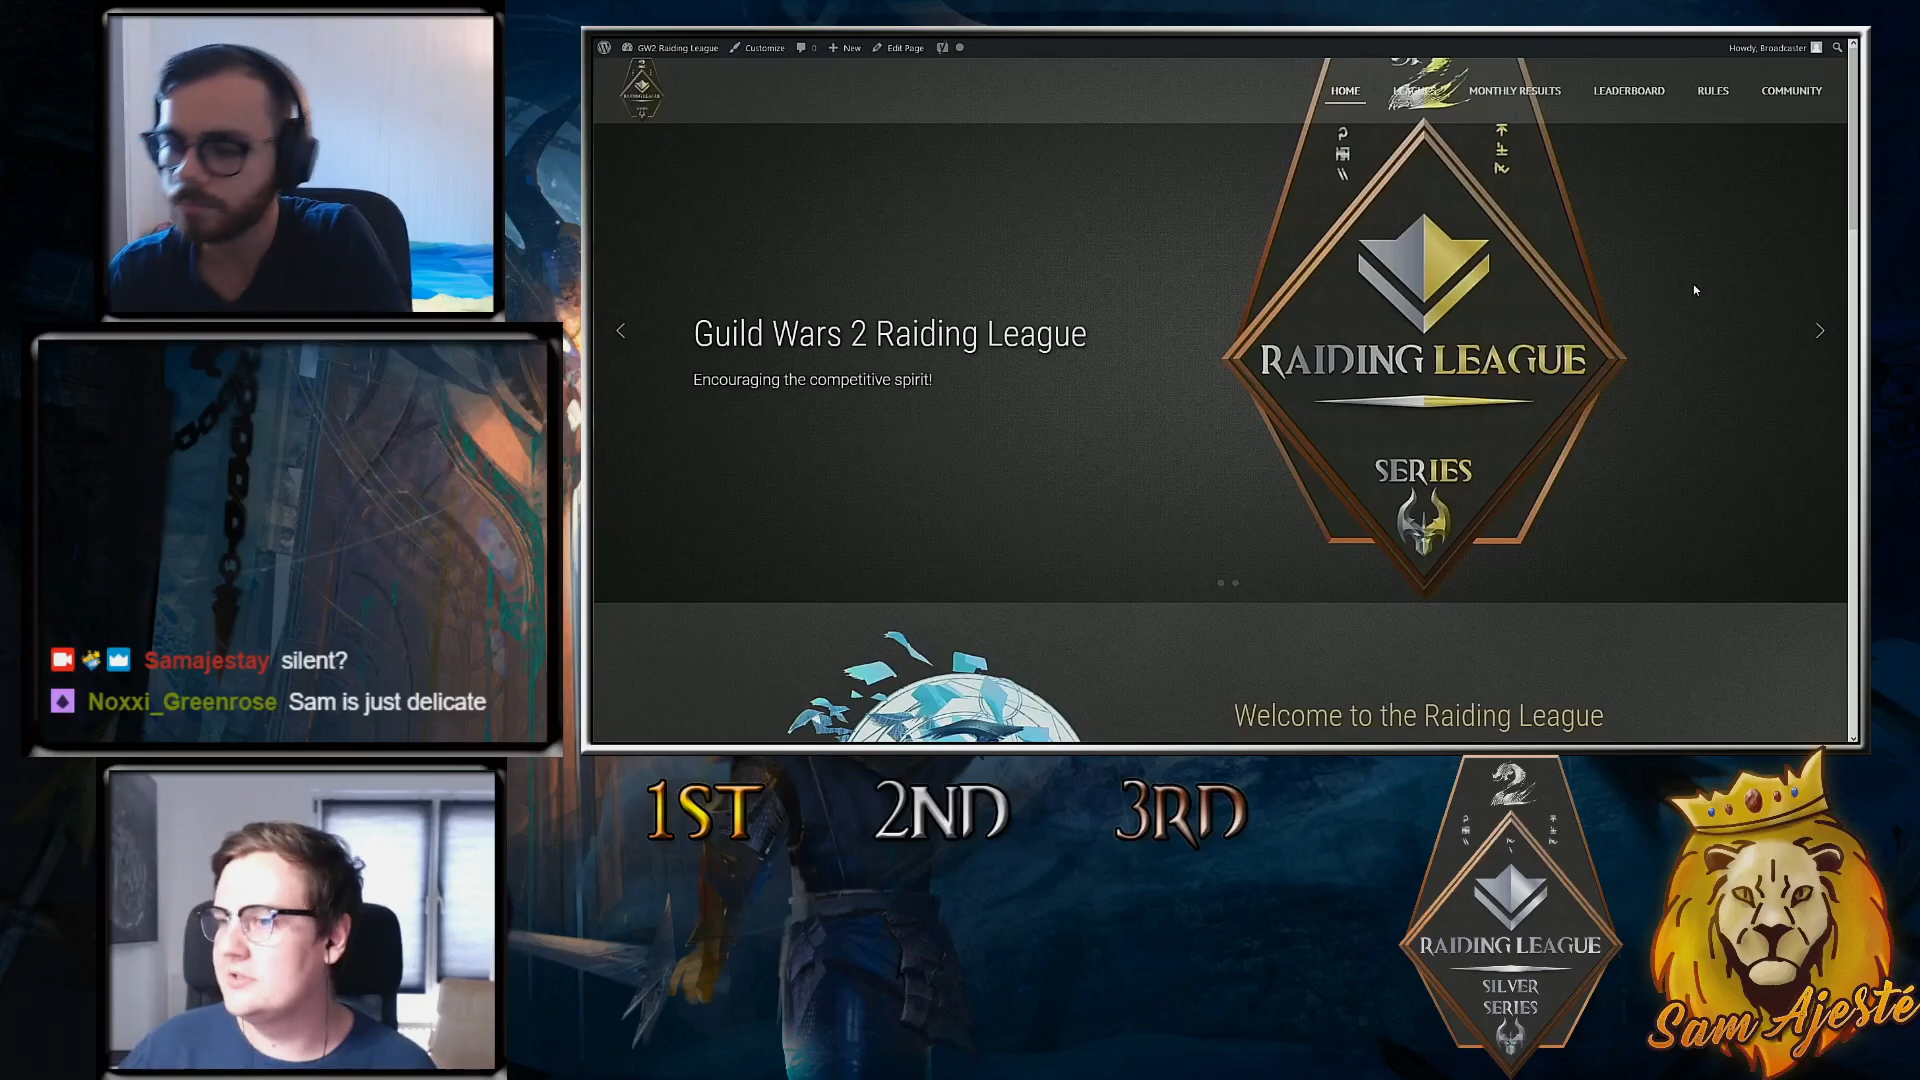 GW2 Raiding League Customize 0 New Edit Page Howdy, Broadcaster
HOME LEAGUES MONTHLY RESULTS LEADERBOARD RULES COMMUNITY
Guild Wars 2 Raiding League
Encouraging the competitive spirit!
RAIDING LEAGUE
SERIES
Welcome to the Raiding League
Samajestay silent?
Noxxi_Greenrose Sam is just delicate
1ST 2ND 3RD
2
RAIDING LEAGUE
SILVER
SERIES
Sam Ajesté